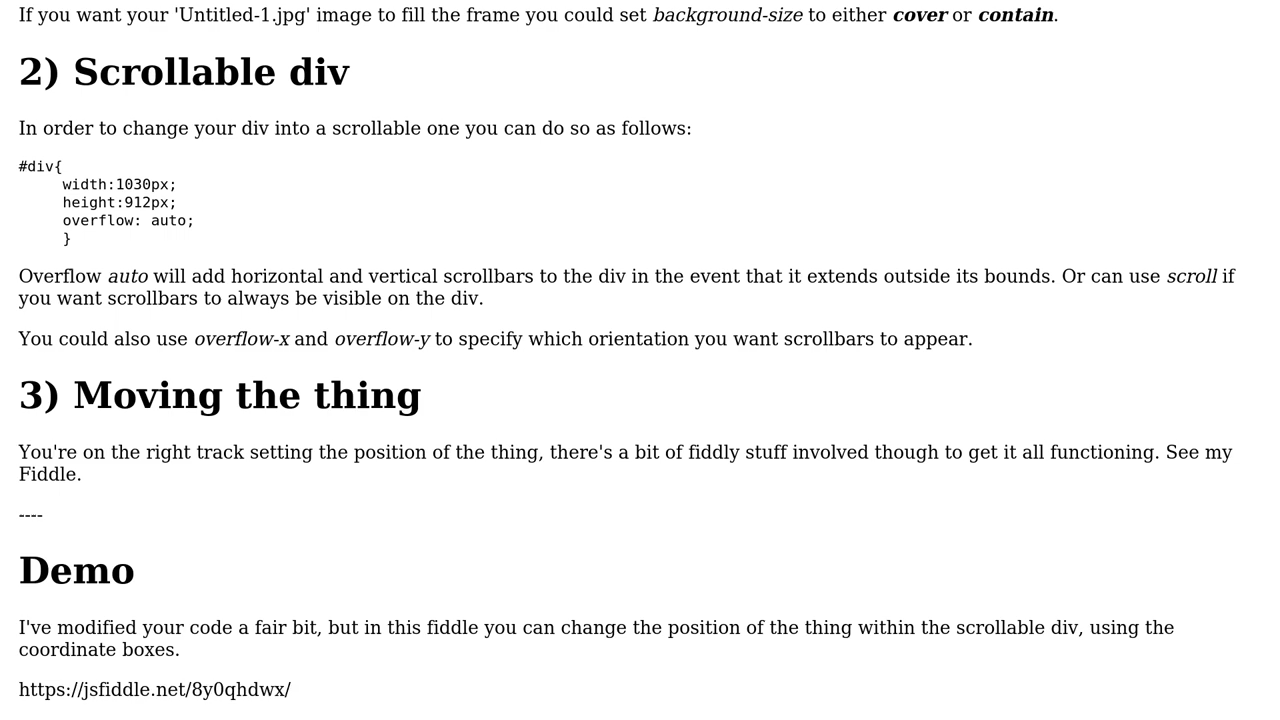 If you want your 'Untitled-1.jpg' image to fill the frame you could set background-size to either cover or contain.
2) Scrollable div
In order to change your div into a scrollable one you can do so as follows:
#div{
     width:1030px;
     height:912px;
     overflow: auto;
     }
Overflow auto will add horizontal and vertical scrollbars to the div in the event that it extends outside its bounds. Or can use scroll if
you want scrollbars to always be visible on the div.
You could also use overflow-x and overflow-y to specify which orientation you want scrollbars to appear.
3) Moving the thing
You're on the right track setting the position of the thing, there's a bit of fiddly stuff involved though to get it all functioning. See my
Fiddle.
----
Demo
I've modified your code a fair bit, but in this fiddle you can change the position of the thing within the scrollable div, using the
coordinate boxes.
https://jsfiddle.net/8y0qhdwx/